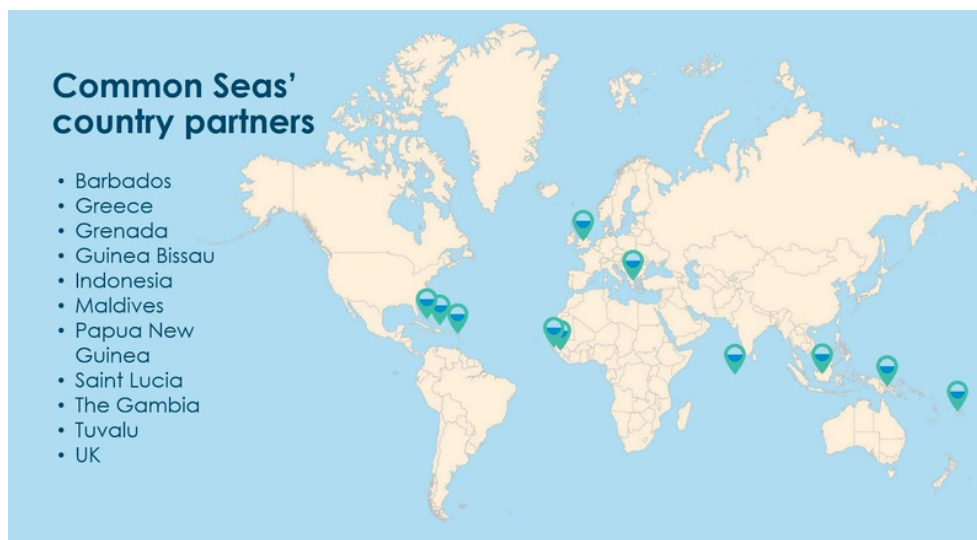 Common Seas’
country partners
• Barbados
• Greece
• Grenada
• Guinea Bissau
• Indonesia
• Maldives
• Papua New
Guinea
• Saint Lucia
• The Gambia
• Tuvalu
• UK